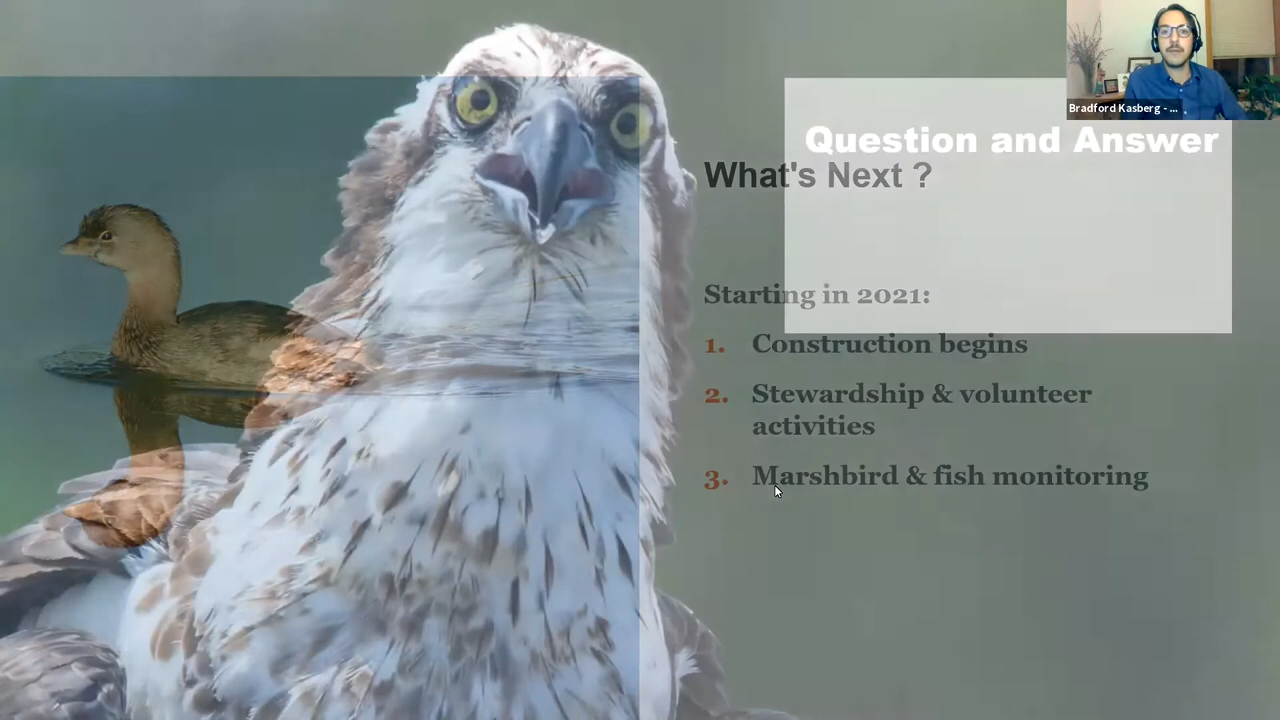 Bradford Kasberg - ...
Question and Answer
What's Next ?
Starting in 2021:
1. Construction begins
2. Stewardship & volunteer
activities
3. Marshbird & fish monitoring